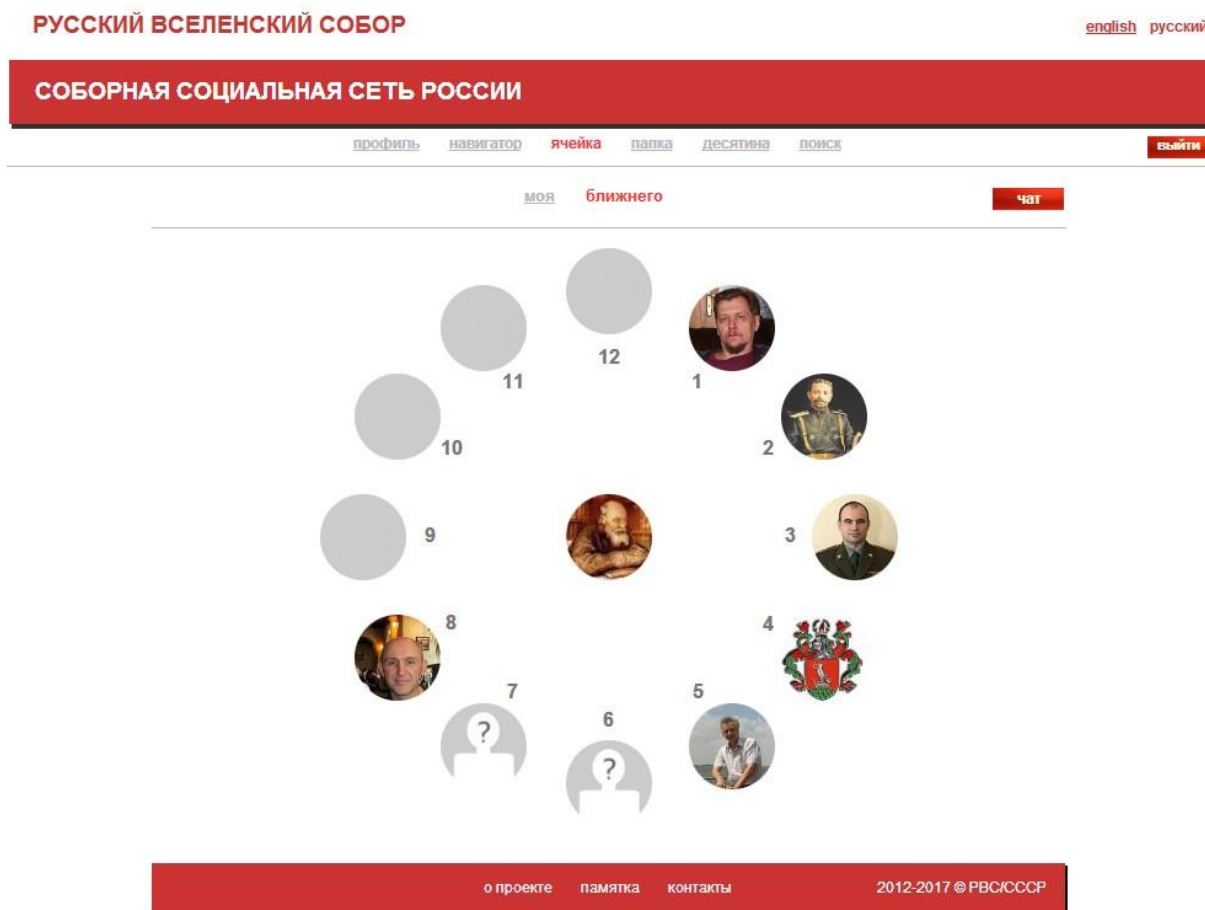 РУССКИЙ ВСЕЛЕНСКИЙ СОБОР
english русский
СОБОРНАЯ СОЦИАЛЬНАЯ СЕТЬ РОССИИ
профиль навигатор ячейка папка десятина поиск
выйти
моя ближнего
чат
12
11
1
10
2
9
3
8
4
7
5
6
?
?
о проекте памятка контакты
2012-2017 © РВС/СССР